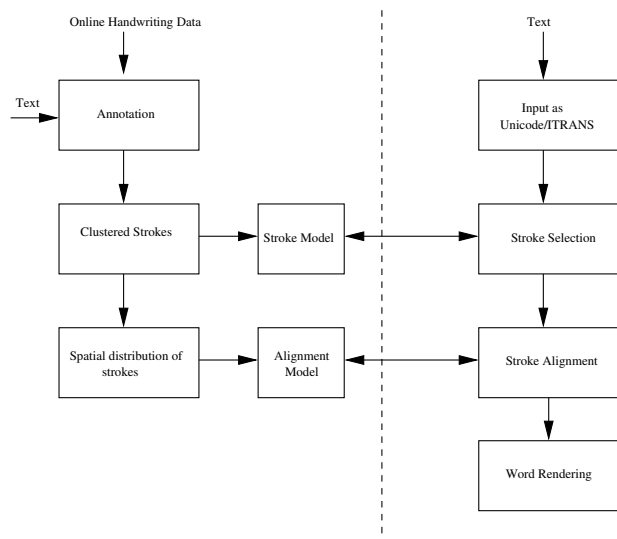 Online Handwriting Data
Text
Annotation
Clustered Strokes
Stroke Model
Spatial distribution of
strokes
Alignment
Model
Text
Input as
Unicode/ITRANS
Stroke Selection
Stroke Alignment
Word Rendering